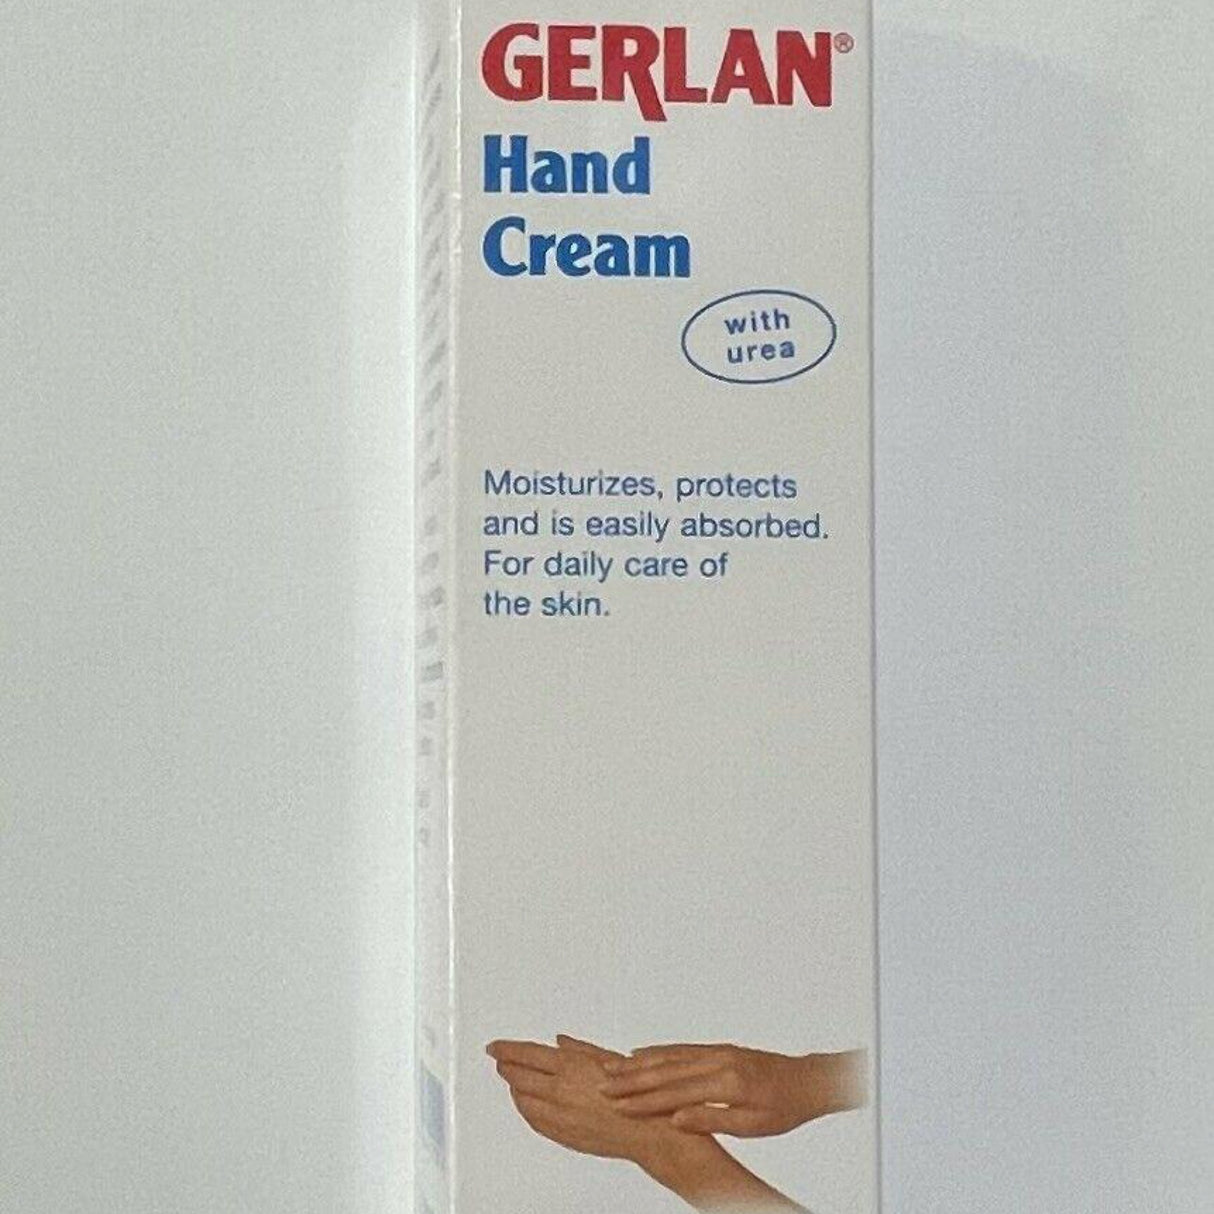 GERLAN®
Hand
Cream
with
urea
Moisturizes, protects
and is easily absorbed.
For daily care of
the skin.